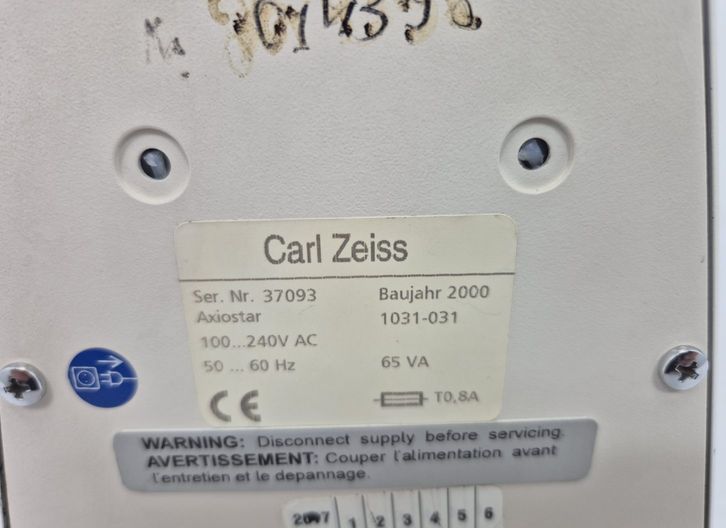 Carl Zeiss
Ser. Nr. 37093 Baujahr 2000
Axiostar 1031-031
100...240V AC
50 ... 60 Hz 65 VA
CE T0,8A
WARNING: Disconnect supply before servicing.
AVERTISSEMENT: Couper l'alimentation avant
l'entretien et le depannage.
1 2 3 4 5 6